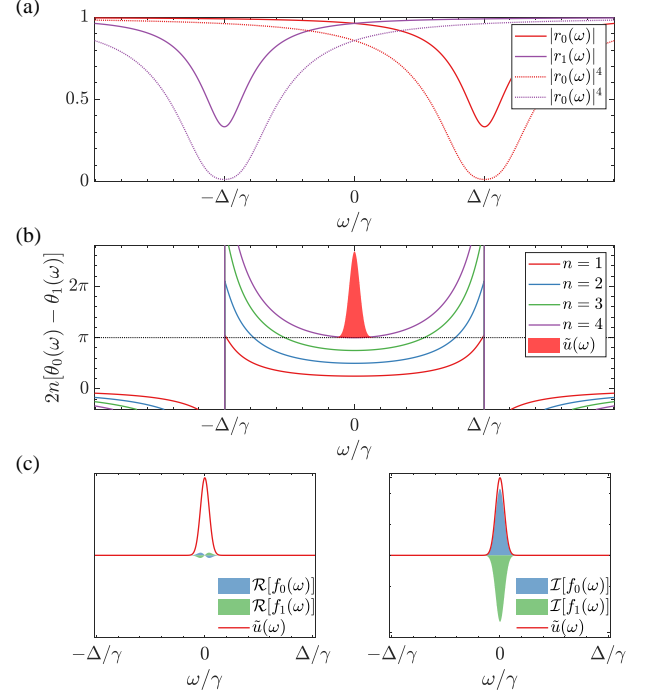 (a)
1
0.5
0
|r₀(ω)|
|r₁(ω)|
|r₀(ω)|⁴
|r₀(ω)|⁴
−Δ/γ 0 Δ/γ
ω/γ
(b)
2n[θ₀(ω) − θ₁(ω)]
2π
π
0
n = 1
n = 2
n = 3
n = 4
ũ(ω)
−Δ/γ 0 Δ/γ
ω/γ
(c)
ℛ[f₀(ω)]
ℛ[f₁(ω)]
ũ(ω)
−Δ/γ 0 Δ/γ
ω/γ
ℐ[f₀(ω)]
ℐ[f₁(ω)]
ũ(ω)
−Δ/γ 0 Δ/γ
ω/γ